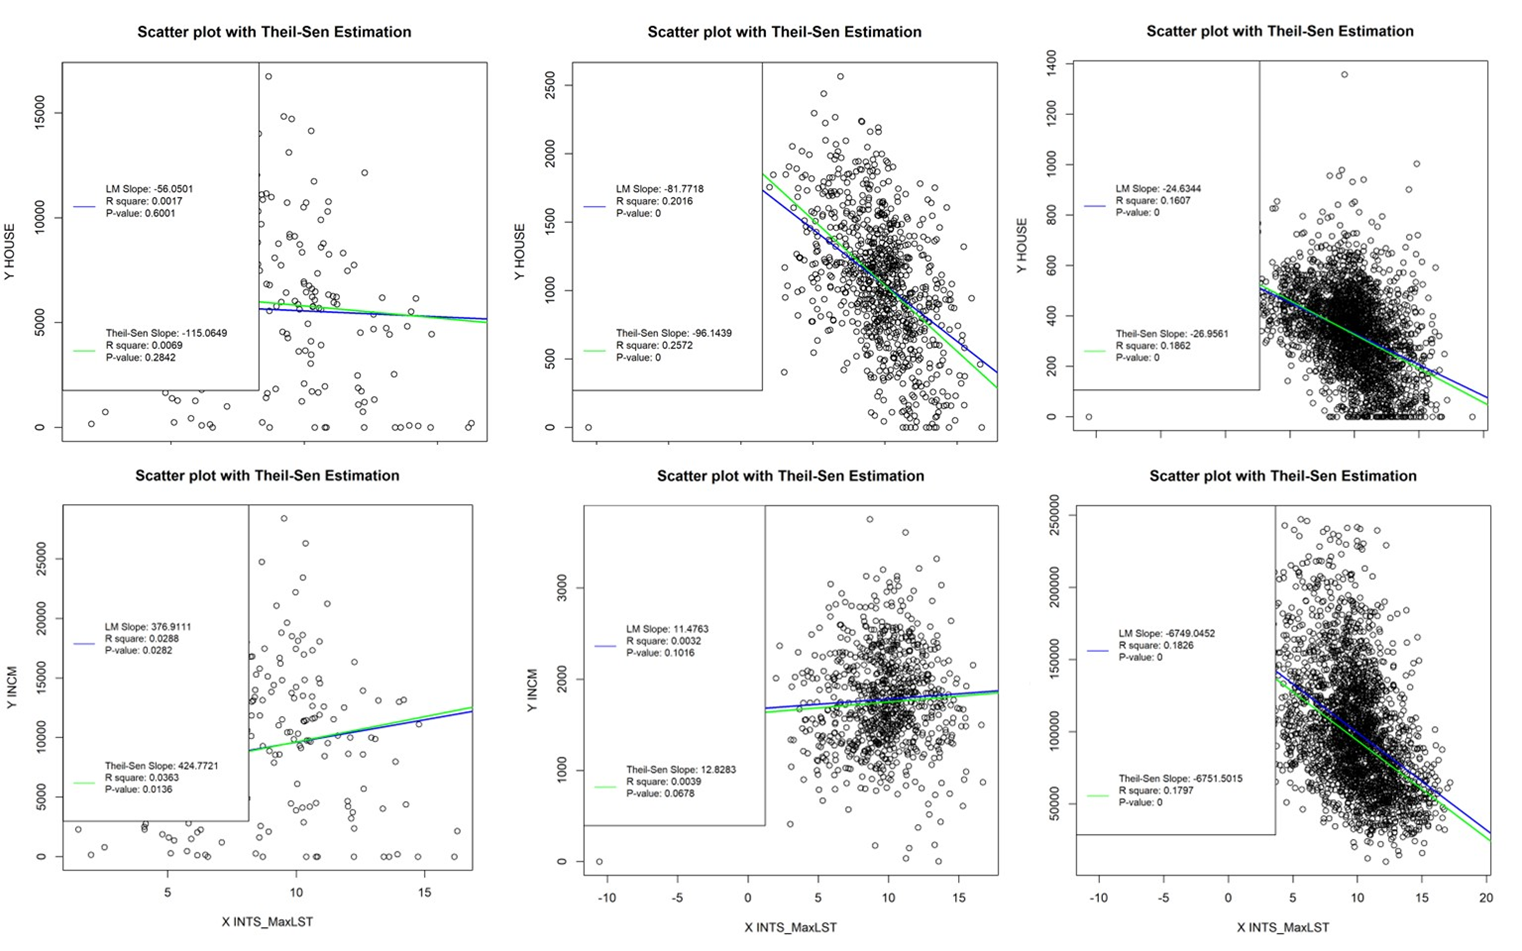 Scatter plot with Theil-Sen Estimation
Y HOUSE
15000
10000
5000
0
LM Slope: -56.0501
R square: 0.0017
P-value: 0.6001
Theil-Sen Slope: -115.0649
R square: 0.0069
P-value: 0.2842
Scatter plot with Theil-Sen Estimation
Y HOUSE
2500
2000
1500
1000
500
0
LM Slope: -81.7718
R square: 0.2016
P-value: 0
Theil-Sen Slope: -96.1439
R square: 0.2572
P-value: 0
Scatter plot with Theil-Sen Estimation
Y HOUSE
1400
1200
1000
800
600
400
200
0
LM Slope: -24.6344
R square: 0.1607
P-value: 0
Theil-Sen Slope: -26.9561
R square: 0.1862
P-value: 0
Scatter plot with Theil-Sen Estimation
Y INCM
25000
20000
15000
10000
5000
0
LM Slope: 376.9111
R square: 0.0288
P-value: 0.0282
Theil-Sen Slope: 424.7721
R square: 0.0363
P-value: 0.0136
5 10 15
X INTS_MaxLST
Scatter plot with Theil-Sen Estimation
Y INCM
3000
2000
1000
0
LM Slope: 11.4763
R square: 0.0032
P-value: 0.1016
Theil-Sen Slope: 12.8283
R square: 0.0039
P-value: 0.0678
-10 -5 0 5 10 15
X INTS_MaxLST
Scatter plot with Theil-Sen Estimation
250000
200000
150000
100000
50000
LM Slope: -6749.0452
R square: 0.1826
P-value: 0
Theil-Sen Slope: -6751.5015
R square: 0.1797
P-value: 0
-10 -5 0 5 10 15 20
X INTS_MaxLST